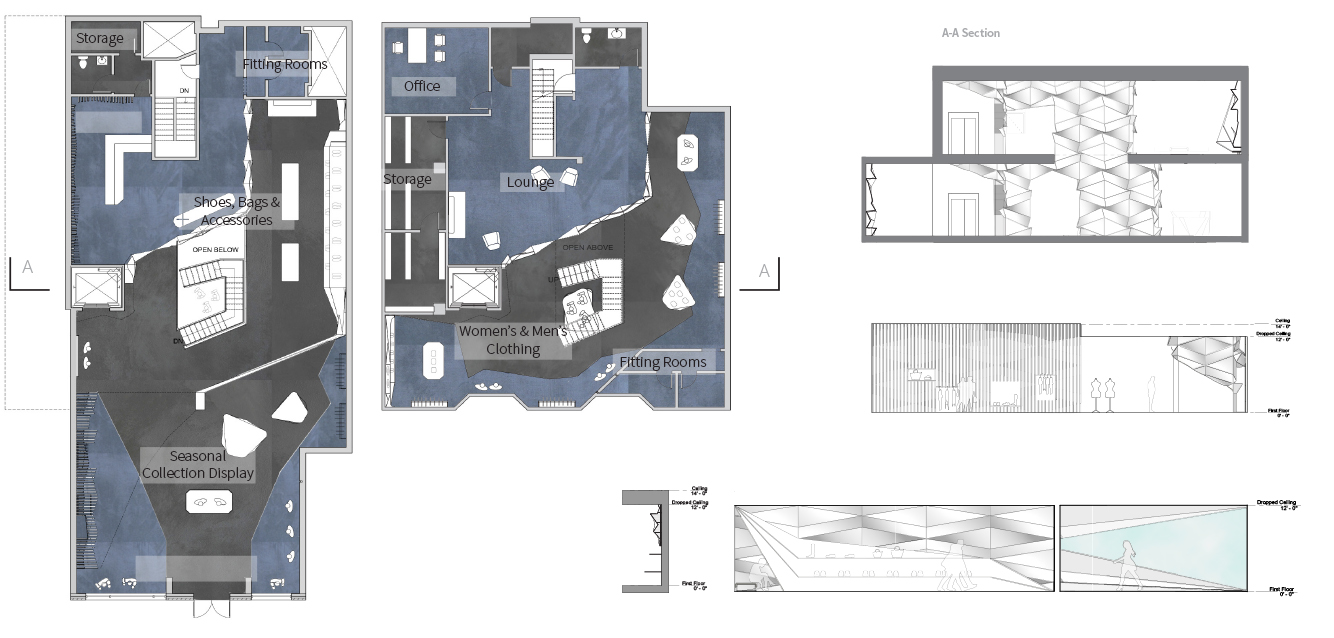 Storage
DN
Fitting Rooms
Shoes, Bags &
Accessories
OPEN BELOW
A
DN
Seasonal
Collection Display
Office
Storage
Lounge
OPEN ABOVE
UP
Women's & Men's
Clothing
Fitting Rooms
A
A-A Section
Ceiling
14' - 0"
Dropped Ceiling
12' - 0"
First Floor
0' - 0"
Ceiling
14' - 0"
Dropped Ceiling
12' - 0"
First Floor
0' - 0"
Dropped Ceiling
12' - 0"
First Floor
0' - 0"